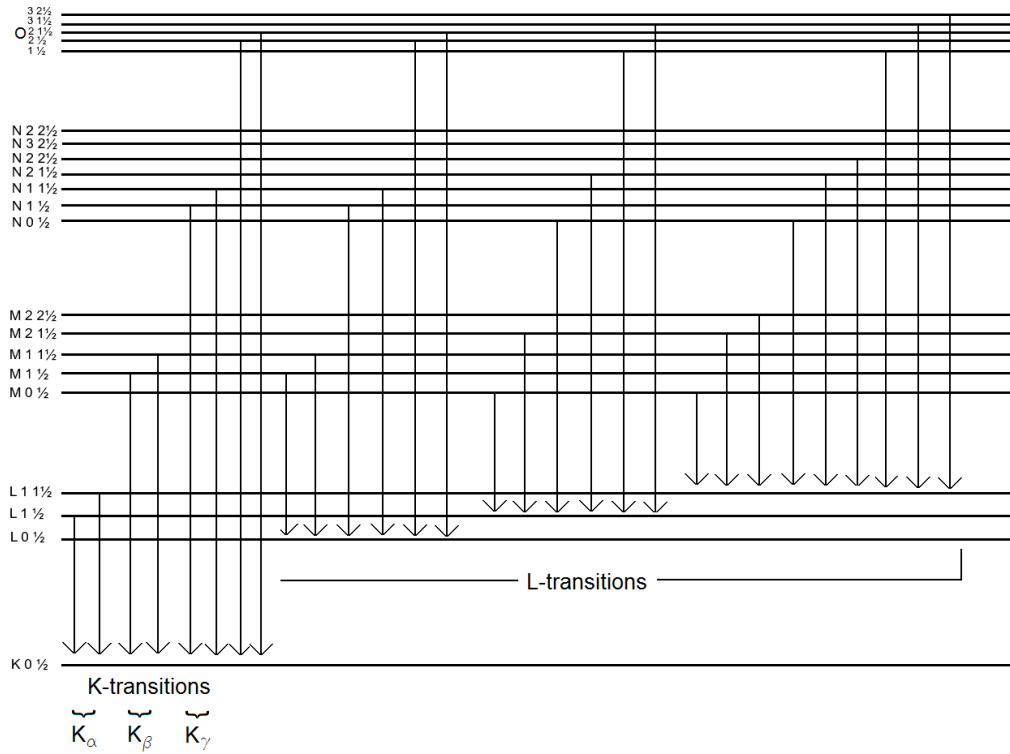 3 2½
3 1½
O 2 1½
2 ½
1 ½
N 2 2½
N 3 2½
N 2 2½
N 2 1½
N 1 1½
N 1 ½
N 0 ½
M 2 2½
M 2 1½
M 1 1½
M 1 ½
M 0 ½
L 1 1½
L 1 ½
L 0 ½
L-transitions
K 0 ½
K-transitions
Kα Kβ Kγ